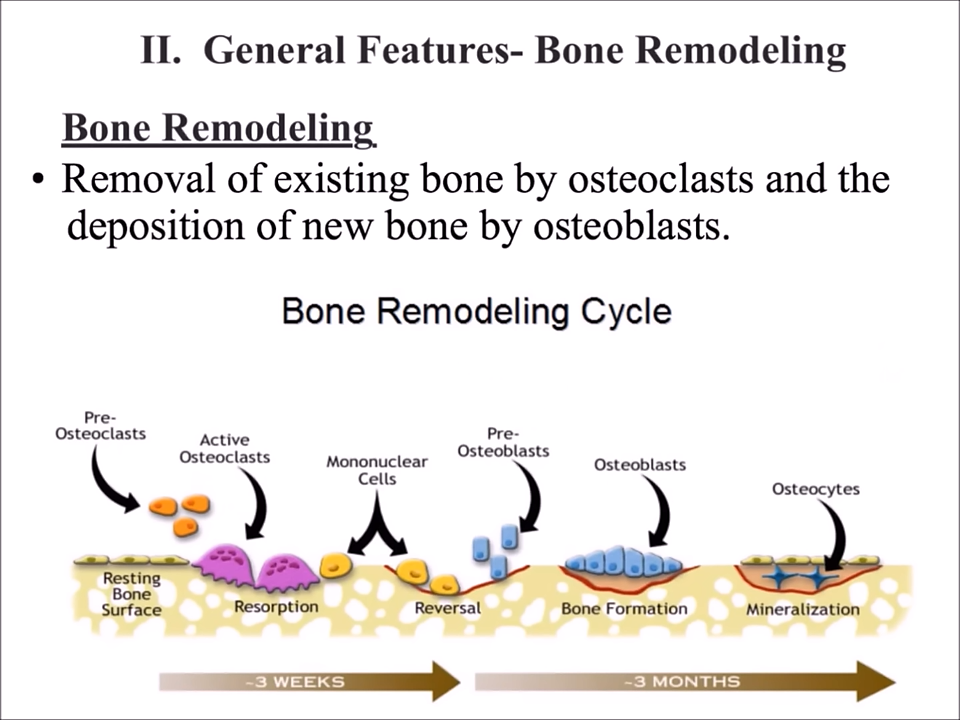 II. General Features- Bone Remodeling
Bone Remodeling
• Removal of existing bone by osteoclasts and the
deposition of new bone by osteoblasts.
Bone Remodeling Cycle
Pre-
Osteoclasts
Active
Osteoclasts
Mononuclear
Cells
Pre-
Osteoblasts
Osteoblasts
Osteocytes
Resting
Bone
Surface
Resorption
Reversal
Bone Formation
Mineralization
~3 WEEKS
~3 MONTHS